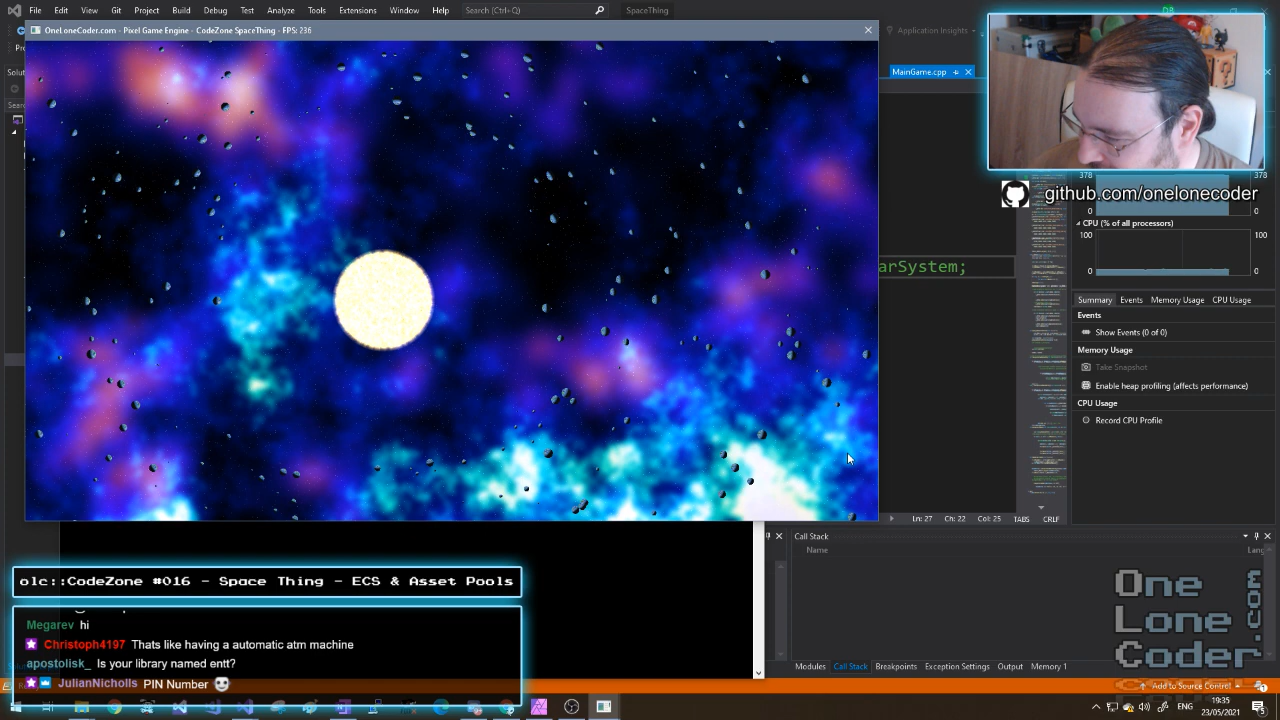 File Edit View Git Project Build Debug Test Analyze Tools Extensions Window Help Search (Ctrl+Q) SpaceThing
OneLoneCoder.com - Pixel Game Engine - CodeZone SpaceThing - FPS: 236
Application Insights
MainGame.cpp
github.com/onelonecoder
378 378
0 0
CPU (% of all processors)
100 100
0 0
arSystem;
Summary Events Memory Usage CPU Usage
Events
Show Events (0 of 0)
Memory Usage
Take Snapshot
Enable heap profiling (affects performance)
CPU Usage
Record CPU Profile
Ln: 27 Ch: 22 Col: 25 TABS CRLF
Call Stack
Name Lang
olc::CodeZone #016 - Space Thing - ECS & Asset Pools
Megarev hi
Christoph4197 Thats like having a automatic atm machine
apostolisk_ Is your library named entt?
JulianNicholls PIN Number
One
Lone
Coder
.com
Modules Call Stack Breakpoints Exception Settings Output Memory 1
Add to Source Control
ENG
19:35
23/05/2021